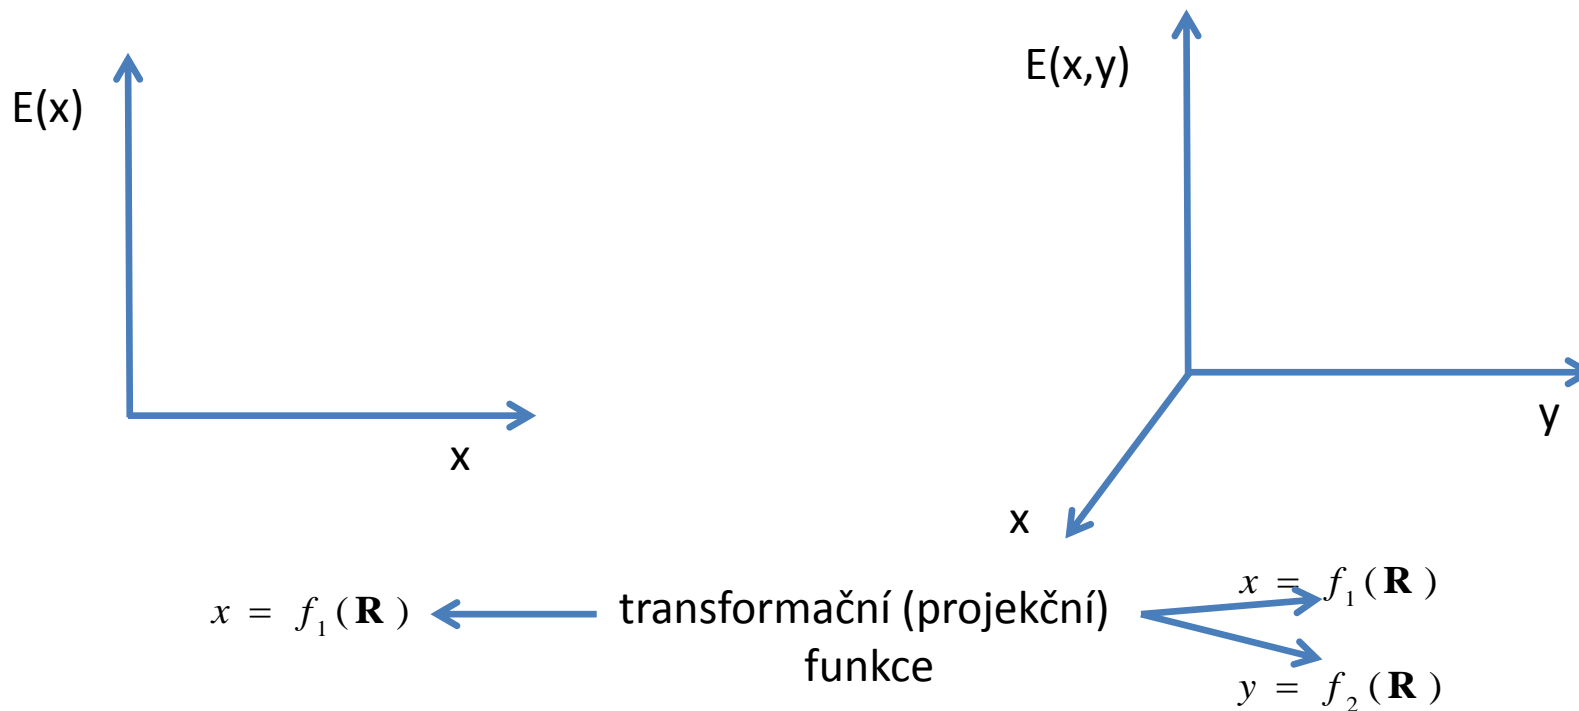 E(x)
x
E(x,y)
y
x
x = f₁(R)
transformační (projekční)
funkce
x = f₁(R)
y = f₂(R)